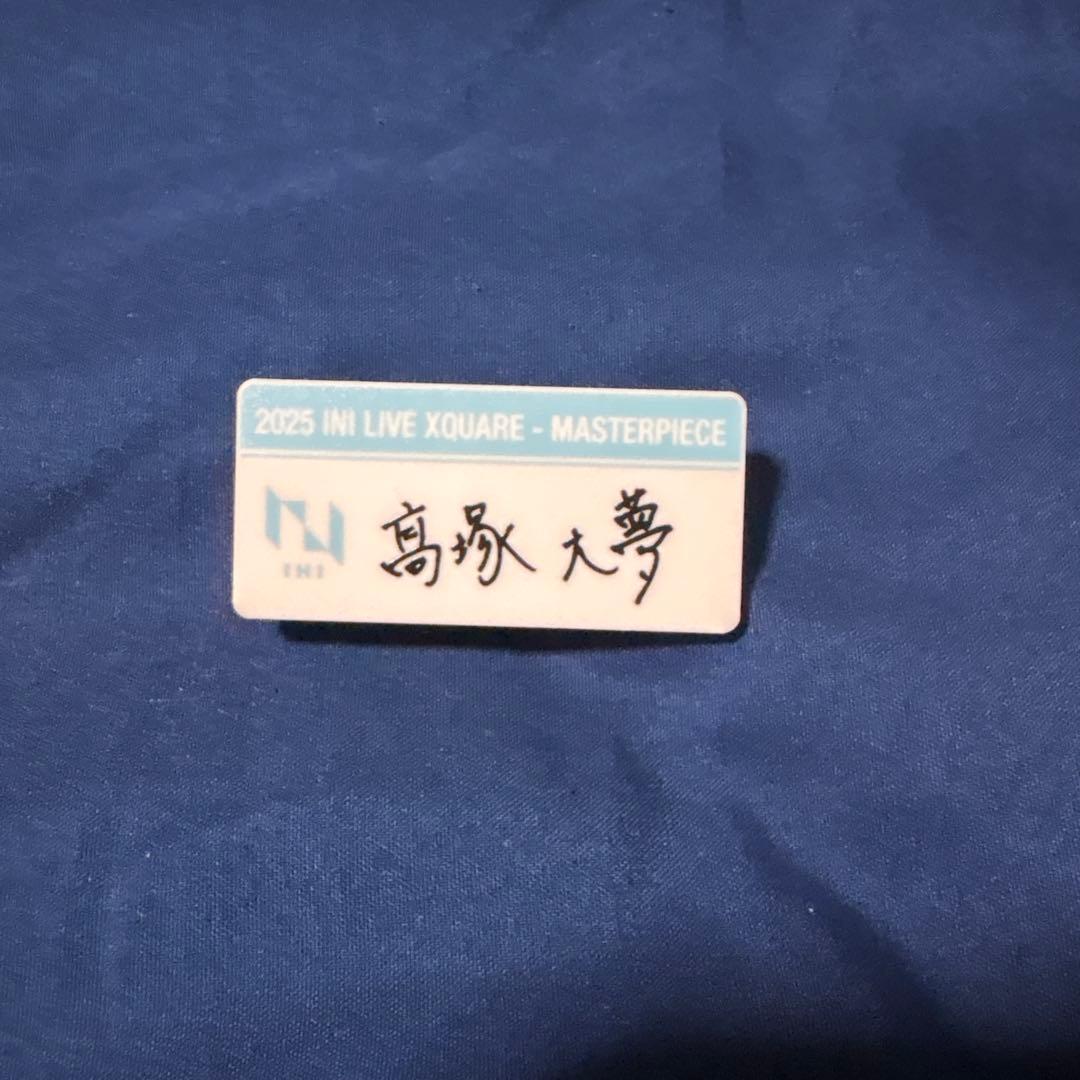 2025 INI LIVE XQUARE - MASTERPIECE
INI
髙塚 大夢